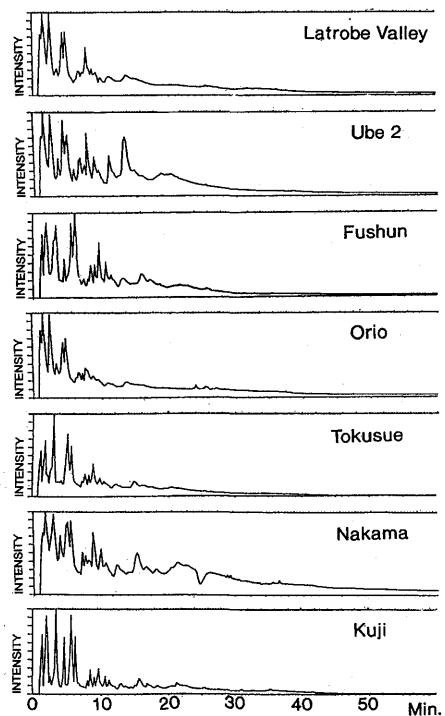 INTENSITY
Latrobe Valley
INTENSITY
Ube 2
INTENSITY
Fushun
INTENSITY
Orio
INTENSITY
Tokusue
INTENSITY
Nakama
INTENSITY
Kuji
0 10 20 30 40 50 Min.